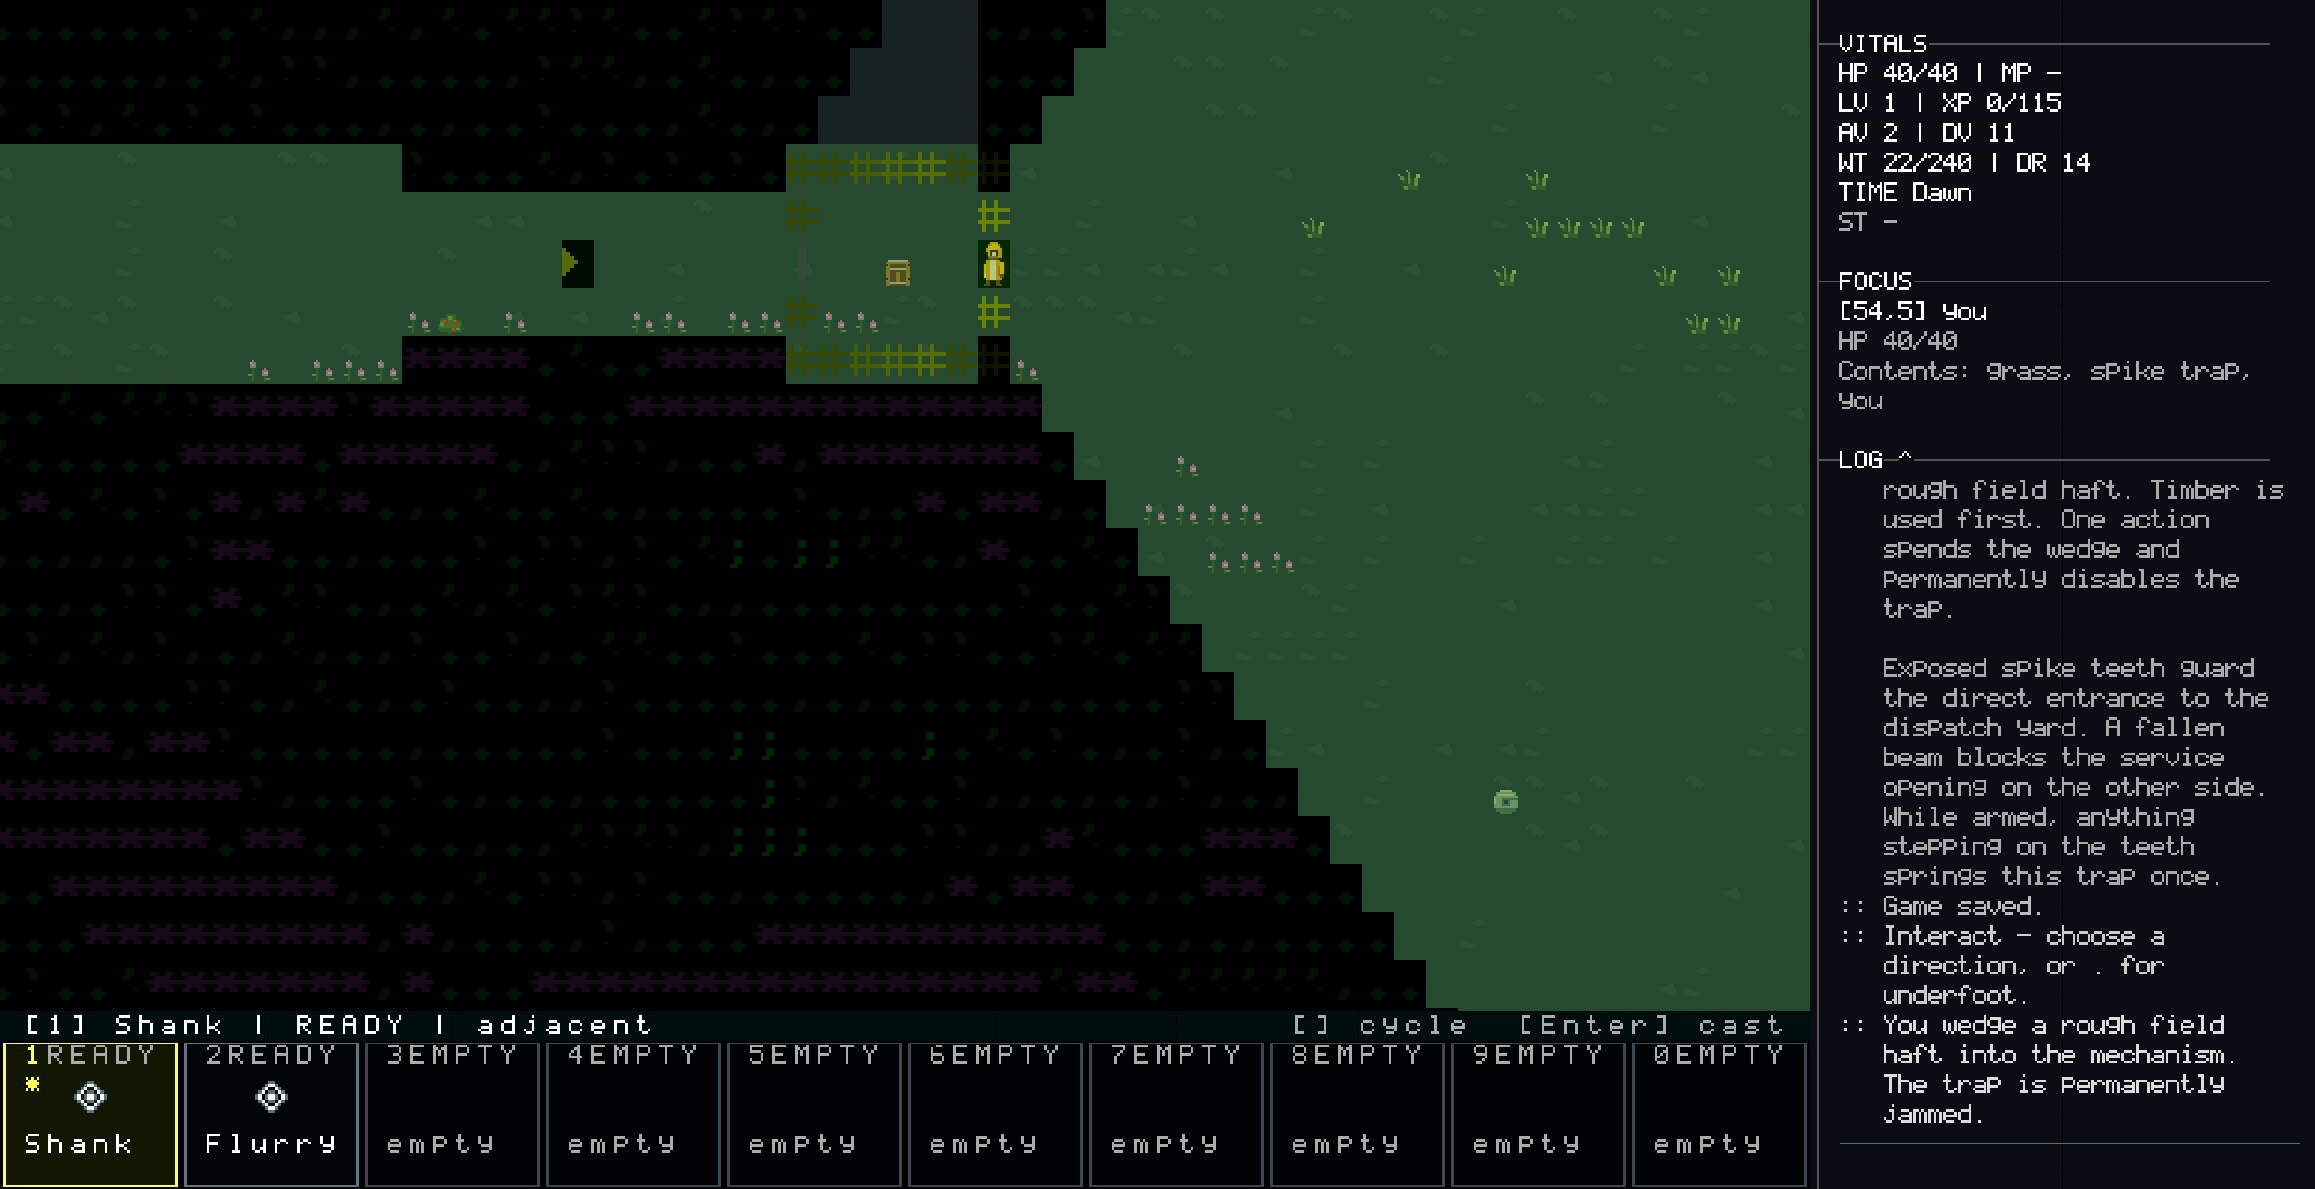 VITALS
HP 40/40 | MP -
LV 1 | XP 0/115
AV 2 | DV 11
WT 22/240 | DR 14
TIME Dawn
ST -
FOCUS
[54,5] You
HP 40/40
Contents: grass, spike trap,
You
LOG ^
rough field haft. Timber is
used first. One action
spends the wedge and
permanently disables the
trap.
Exposed spike teeth guard
the direct entrance to the
dispatch yard. A fallen
beam blocks the service
opening on the other side.
While armed, anything
stepping on the teeth
springs this trap once.
:: Game saved.
:: Interact - choose a
direction, or . for
underfoot.
:: You wedge a rough field
haft into the mechanism.
The trap is permanently
jammed.
[1] Shank | READY | adjacent
[] cycle [Enter] cast
1READY 2READY 3EMPTY 4EMPTY 5EMPTY 6EMPTY 7EMPTY 8EMPTY 9EMPTY 0EMPTY
Shank Flurry empty empty empty empty empty empty empty empty